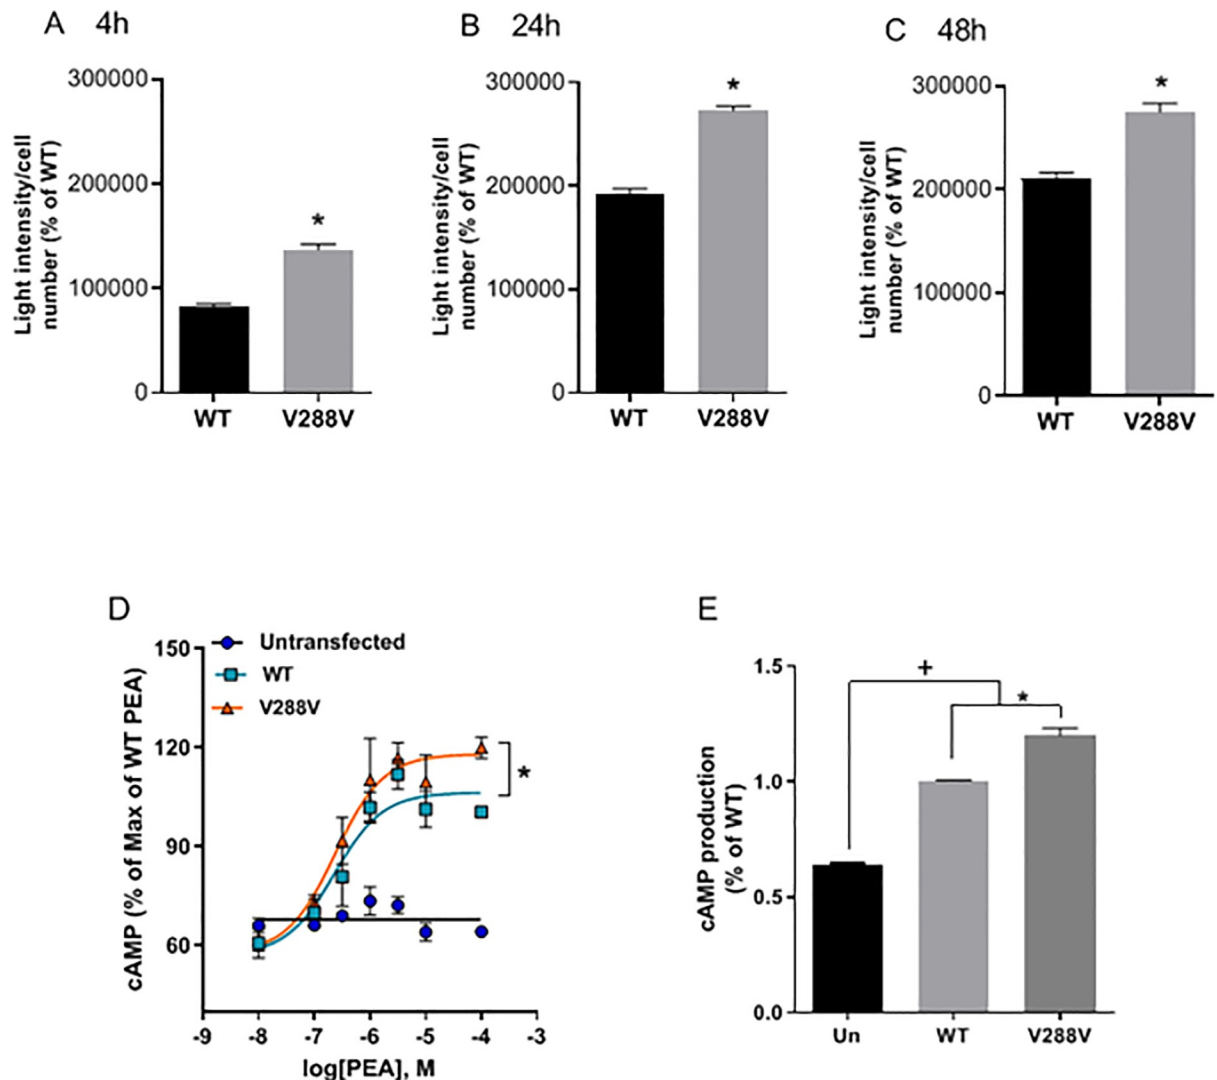 A 4h
Light intensity/cell
number (% of WT)
300000
200000
100000
0
*
WT V288V
B 24h
Light intensity/cell
number (% of WT)
300000
200000
100000
0
*
WT V288V
C 48h
Light intensity/cell
number (% of WT)
300000
200000
100000
0
*
WT V288V
D
Untransfected
WT
V288V
cAMP (% of Max of WT PEA)
150
120
90
60
*
-9 -8 -7 -6 -5 -4 -3
log[PEA], M
E
cAMP production
(% of WT)
1.5
1.0
0.5
0.0
+
*
Un WT V288V